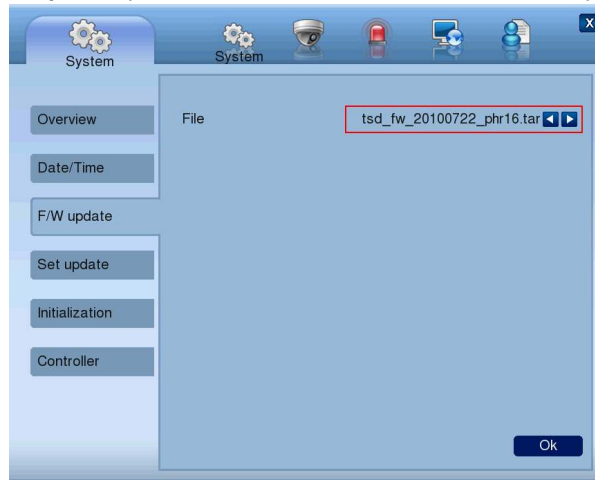 X
System
System
Overview
File
tsd_fw_20100722_phr16.tar
Date/Time
F/W update
Set update
Initialization
Controller
Ok